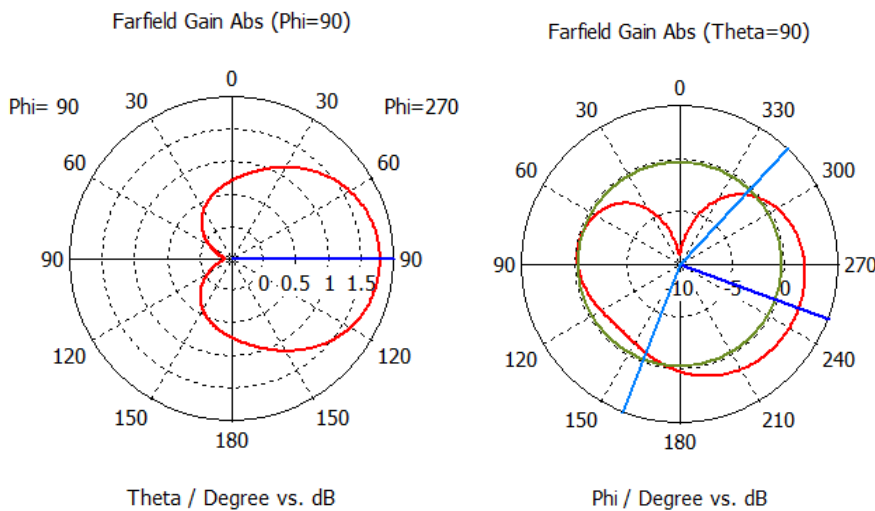 Farfield Gain Abs (Phi=90)
0
Phi= 90 30 30 Phi=270
60 60
90 0 0.5 1 1.5 90
120 120
150 150
180
Theta / Degree vs. dB
Farfield Gain Abs (Theta=90)
0
30 330
60 300
90 -10 -5 0 270
120 240
150 210
180
Phi / Degree vs. dB